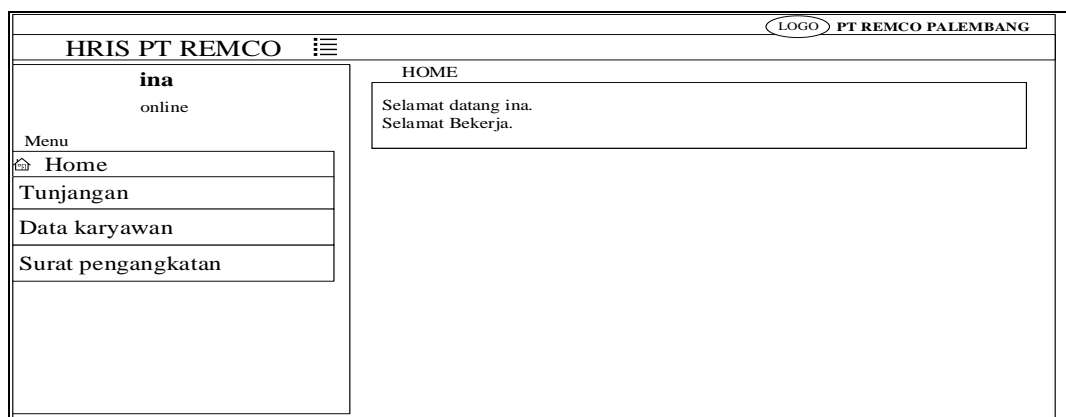 LOGO PT REMCO PALEMBANG
HRIS PT REMCO
ina
online
Menu
Home
Tunjangan
Data karyawan
Surat pengangkatan
HOME
Selamat datang ina.
Selamat Bekerja.